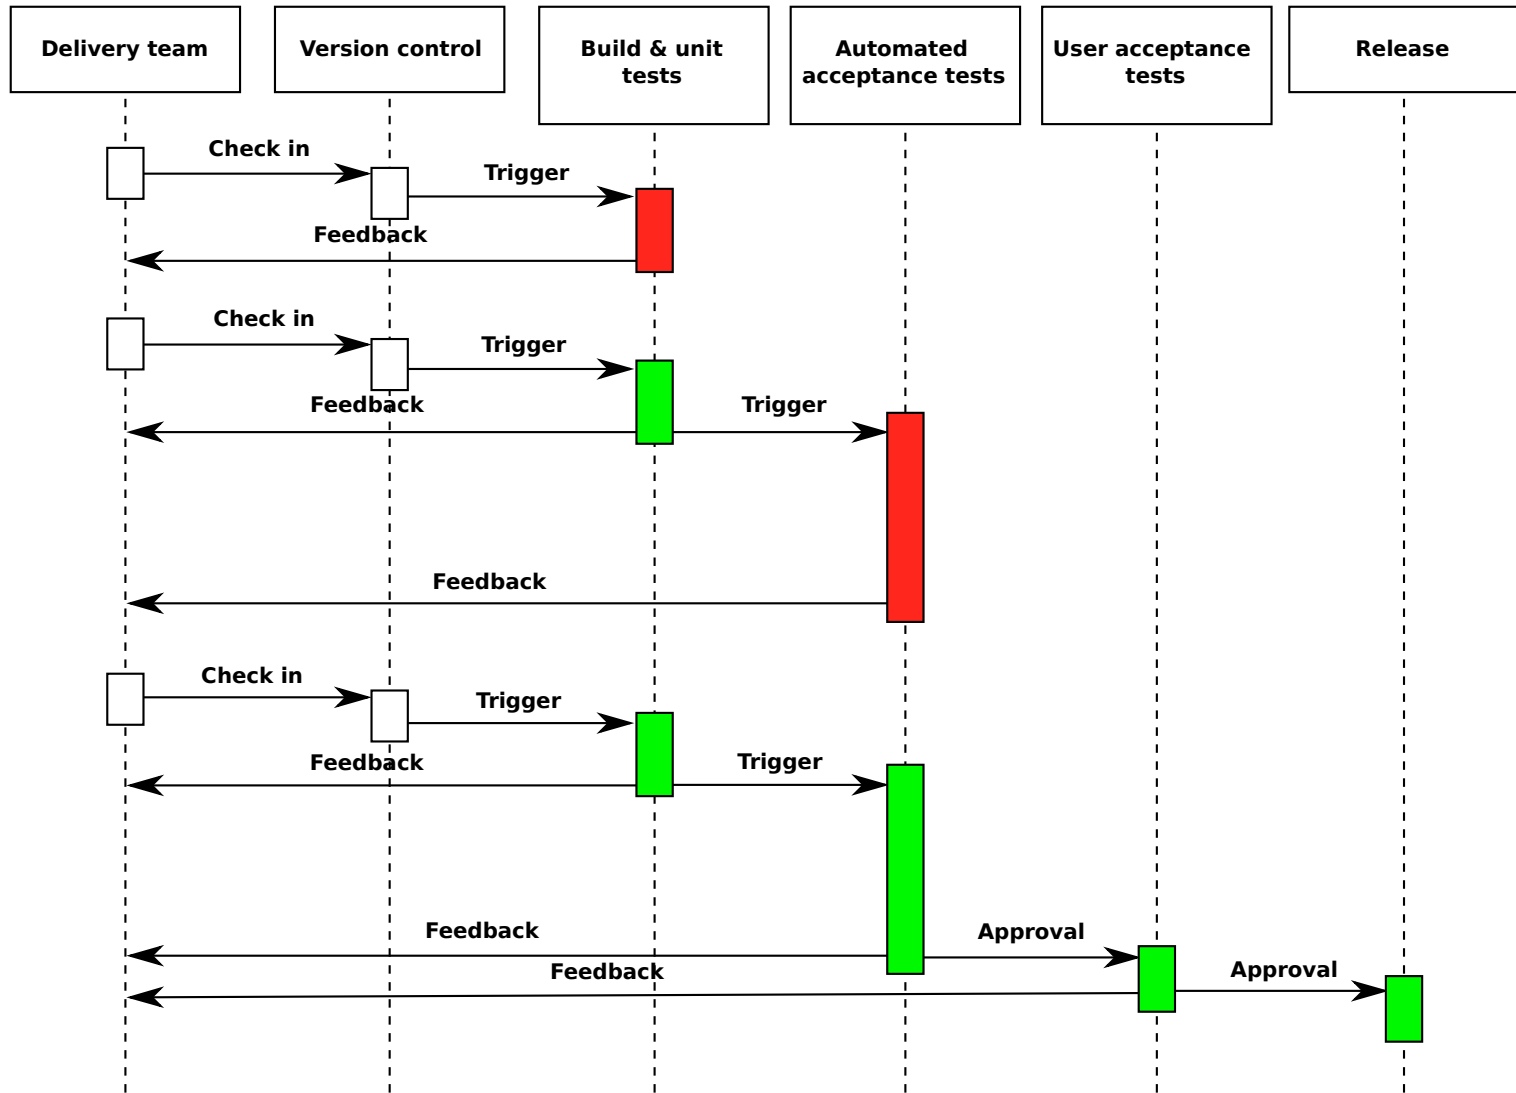 Delivery team
Version control
Build & unit
tests
Automated
acceptance tests
User acceptance
tests
Release
Check in
Trigger
Feedback
Check in
Trigger
Feedback
Trigger
Feedback
Check in
Trigger
Feedback
Trigger
Feedback
Approval
Feedback
Approval